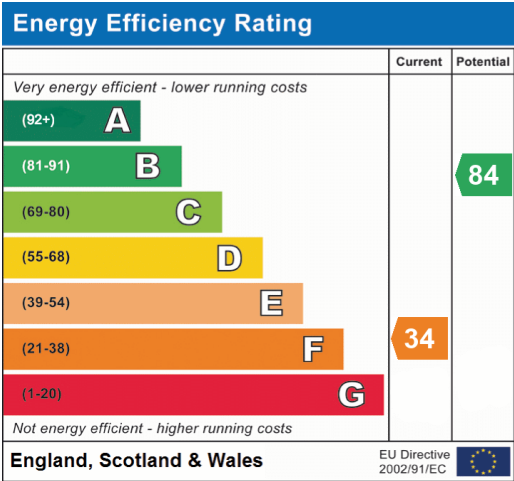 Energy Efficiency Rating
Current Potential
Very energy efficient - lower running costs
(92+) A
(81-91) B
84
(69-80) C
(55-68) D
(39-54) E
(21-38) F
34
(1-20) G
Not energy efficient - higher running costs
England, Scotland & Wales
EU Directive
2002/91/EC